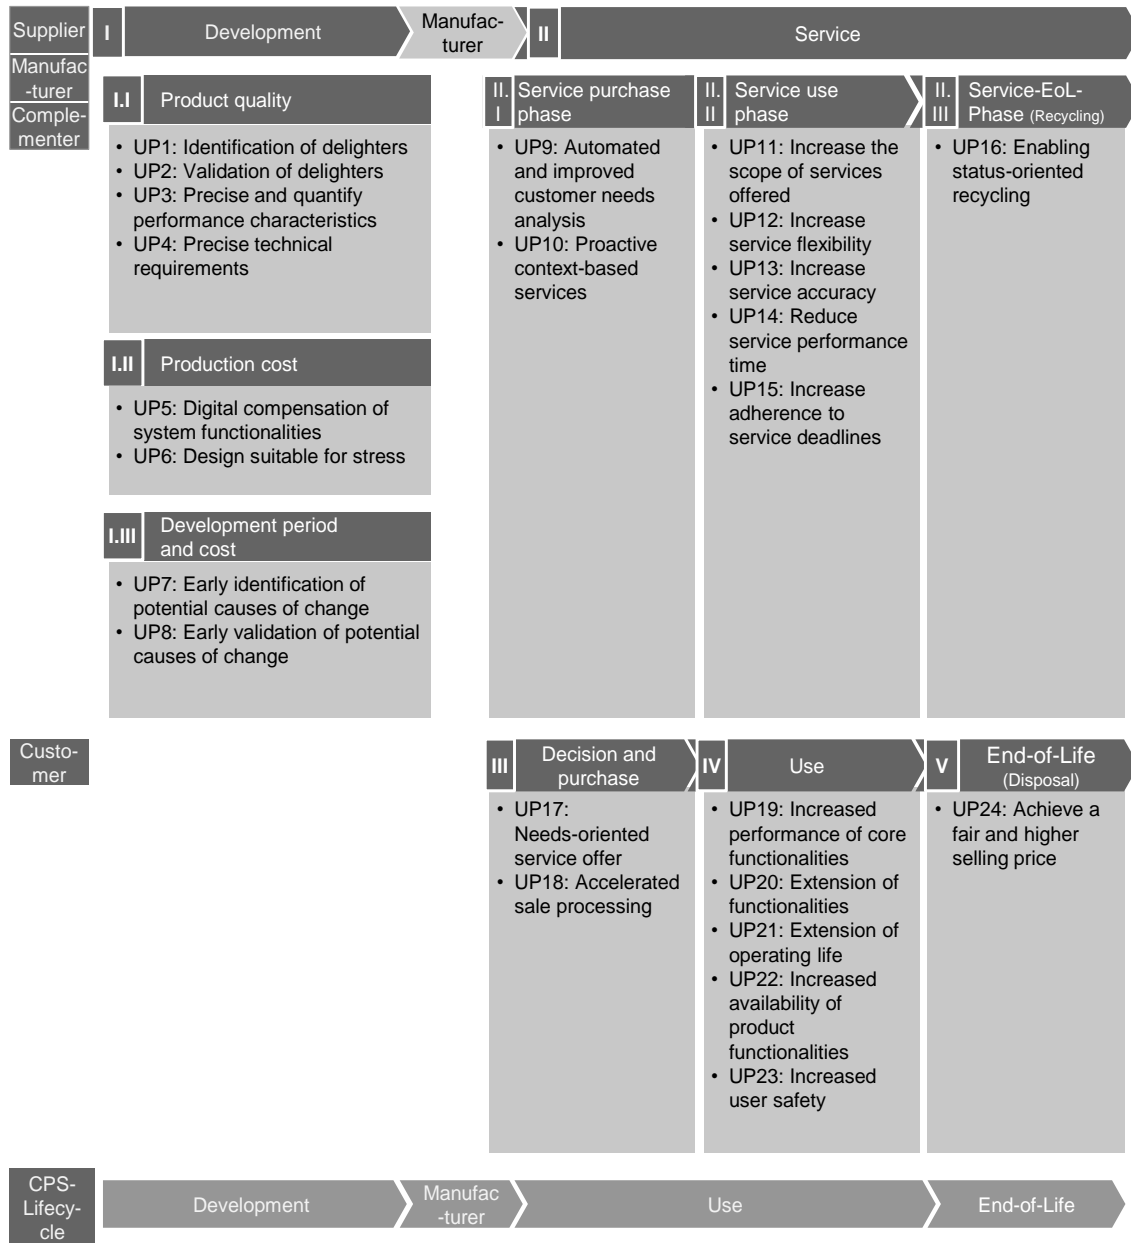 Supplier
Manufac
-turer
Comple-
menter
I
Development
Manufac-
turer
II
Service
I.I
Product quality
• UP1: Identification of delighters
• UP2: Validation of delighters
• UP3: Precise and quantify
performance characteristics
• UP4: Precise technical
requirements
I.II
Production cost
• UP5: Digital compensation of
system functionalities
• UP6: Design suitable for stress
I.III
Development period
and cost
• UP7: Early identification of
potential causes of change
• UP8: Early validation of potential
causes of change
II.
I
Service purchase
phase
• UP9: Automated
and improved
customer needs
analysis
• UP10: Proactive
context-based
services
II.
II
Service use
phase
• UP11: Increase the
scope of services
offered
• UP12: Increase
service flexibility
• UP13: Increase
service accuracy
• UP14: Reduce
service performance
time
• UP15: Increase
adherence to
service deadlines
II.
III
Service-EoL-
Phase (Recycling)
• UP16: Enabling
status-oriented
recycling
Custo-
mer
III
Decision and
purchase
• UP17:
Needs-oriented
service offer
• UP18: Accelerated
sale processing
IV
Use
• UP19: Increased
performance of core
functionalities
• UP20: Extension of
functionalities
• UP21: Extension of
operating life
• UP22: Increased
availability of
product
functionalities
• UP23: Increased
user safety
V
End-of-Life
(Disposal)
• UP24: Achieve a
fair and higher
selling price
CPS-
Lifecy-
cle
Development
Manufac
-turer
Use
End-of-Life